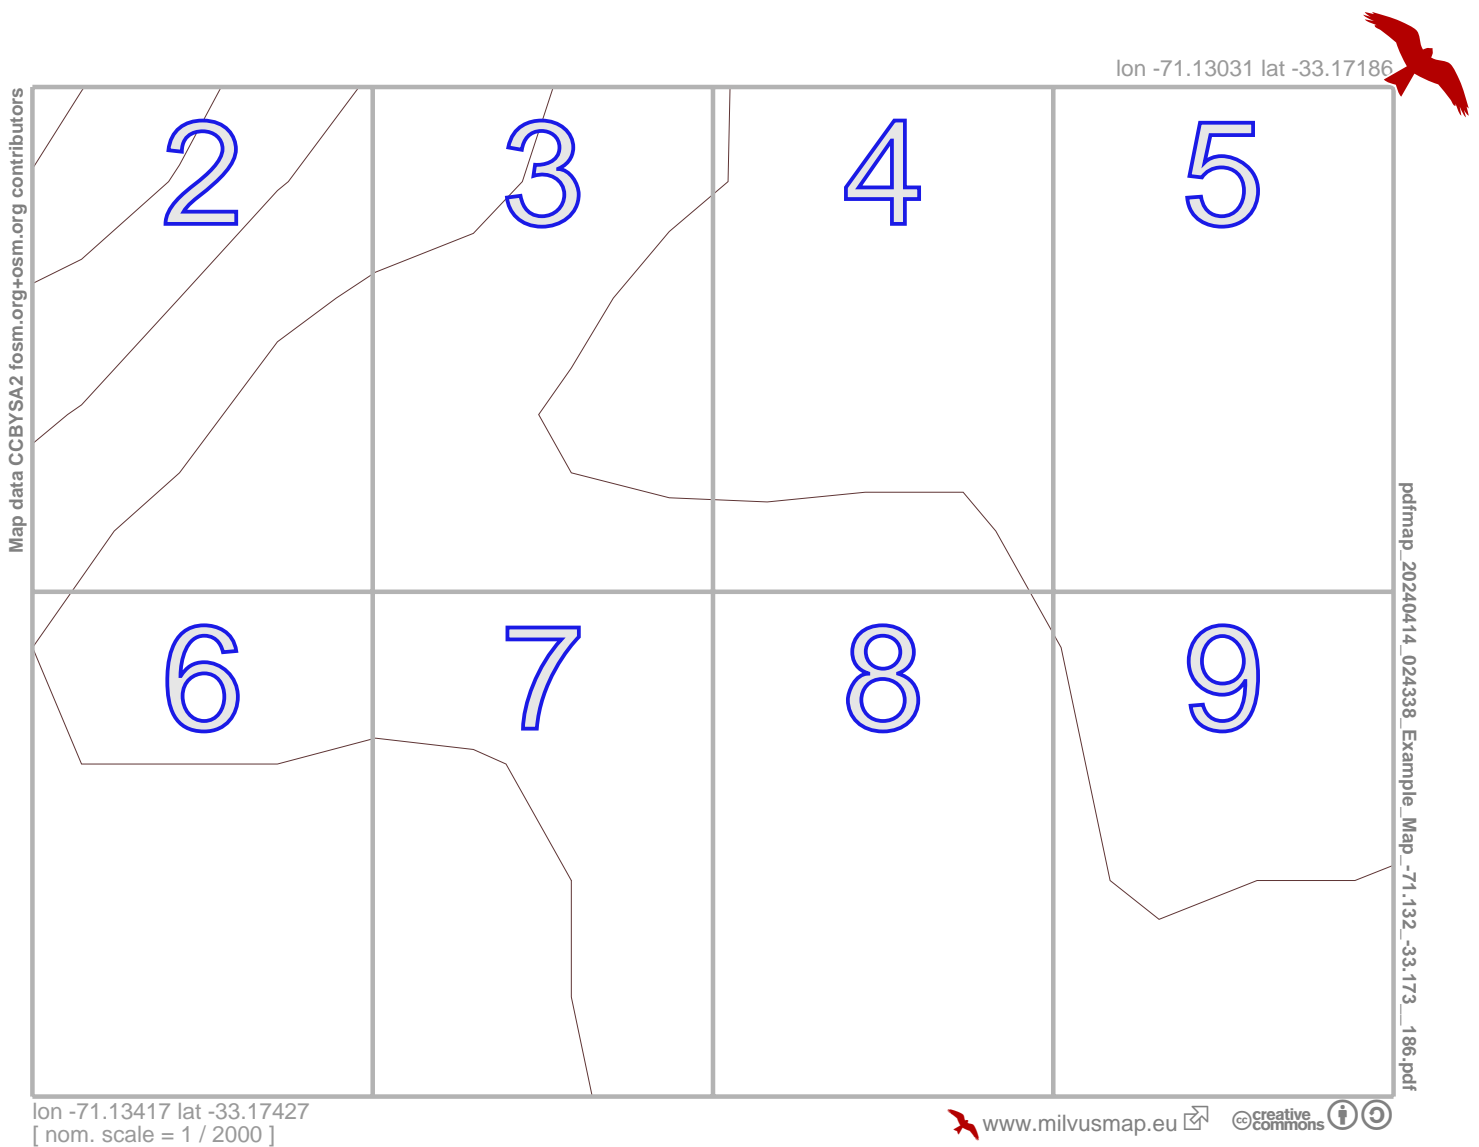 lon -71.13031 lat -33.17186
Map data CCBYSA2 fosm.org+osm.org contributors
2 3 4 5
6 7 8 9
pdfmap_20240414_024338_Example_Map_-71.132_-33.173__186.pdf
lon -71.13417 lat -33.17427
[ nom. scale = 1 / 2000 ]
www.milvusmap.eu
cc creative commons